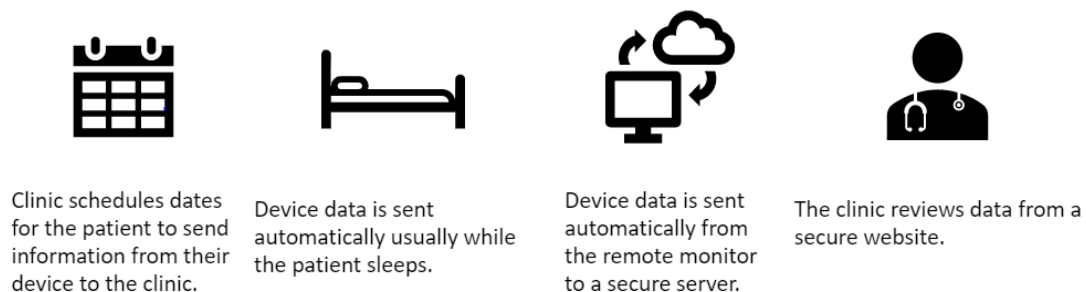 Clinic schedules dates
for the patient to send
information from their
device to the clinic.
Device data is sent
automatically usually while
the patient sleeps.
Device data is sent
automatically from
the remote monitor
to a secure server.
The clinic reviews data from a
secure website.